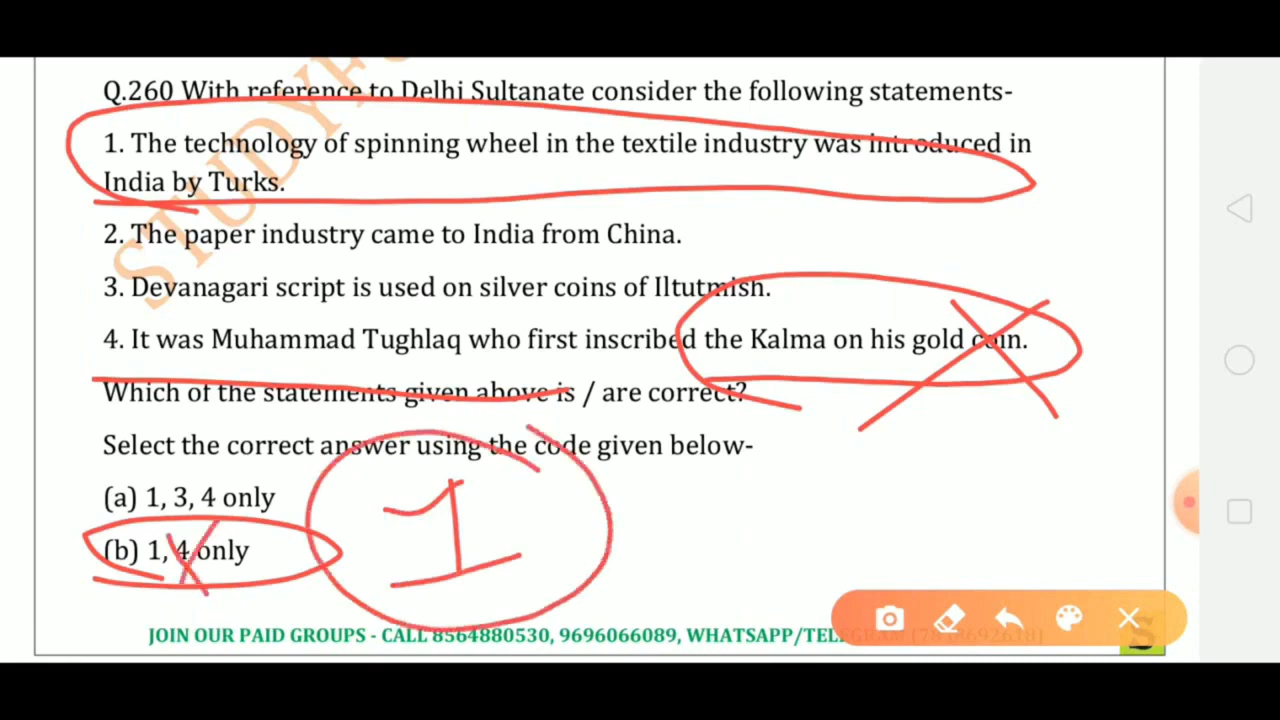 Q.260 With reference to Delhi Sultanate consider the following statements-
1. The technology of spinning wheel in the textile industry was introduced in
India by Turks.
2. The paper industry came to India from China.
3. Devanagari script is used on silver coins of Iltutmish.
4. It was Muhammad Tughlaq who first inscribed the Kalma on his gold coin.
Which of the statements given above is / are correct?
Select the correct answer using the code given below-
(a) 1, 3, 4 only
(b) 1, 4 only
1
JOIN OUR PAID GROUPS - CALL 8564880530, 9696066089, WHATSAPP/TELEGRAM
S